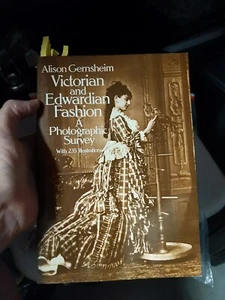 Alison Gernsheim
Victorian
and
Edwardian
Fashion
A
Photographic
Survey
With 235 Illustrations